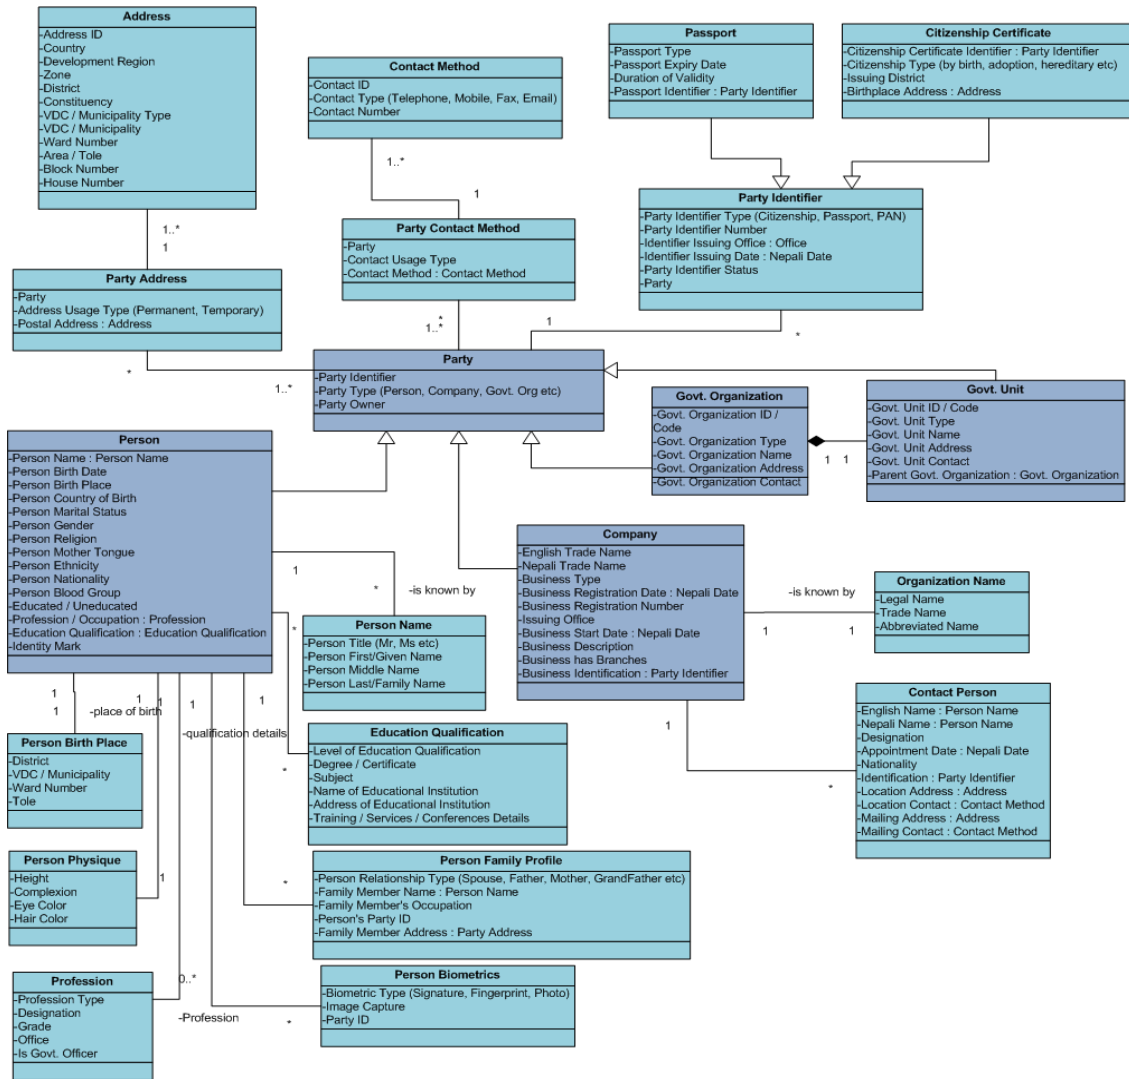 Address
-Address ID
-Country
-Development Region
-Zone
-District
-Constituency
-VDC / Municipality Type
-VDC / Municipality
-Ward Number
-Area / Tole
-Block Number
-House Number
1..*
1
Contact Method
-Contact ID
-Contact Type (Telephone, Mobile, Fax, Email)
-Contact Number
1..*
1
Passport
-Passport Type
-Passport Expiry Date
-Duration of Validity
-Passport Identifier : Party Identifier
Citizenship Certificate
-Citizenship Certificate Identifier : Party Identifier
-Citizenship Type (by birth, adoption, hereditary etc)
-Issuing District
-Birthplace Address : Address
Party Identifier
-Party Identifier Type (Citizenship, Passport, PAN)
-Party Identifier Number
-Identifier Issuing Office : Office
-Identifier Issuing Date : Nepali Date
-Party Identifier Status
-Party
1
*
Party Contact Method
-Party
-Contact Usage Type
-Contact Method : Contact Method
*
1..*
Party Address
-Party
-Address Usage Type (Permanent, Temporary)
-Postal Address : Address
*
1..*
Party
-Party Identifier
-Party Type (Person, Company, Govt. Org etc)
-Party Owner
Govt. Organization
-Govt. Organization ID /
Code
-Govt. Organization Type
-Govt. Organization Name
-Govt. Organization Address
-Govt. Organization Contact
1
1
Govt. Unit
-Govt. Unit ID / Code
-Govt. Unit Type
-Govt. Unit Name
-Govt. Unit Address
-Govt. Unit Contact
-Parent Govt. Organization : Govt. Organization
Person
-Person Name : Person Name
-Person Birth Date
-Person Birth Place
-Person Country of Birth
-Person Marital Status
-Person Gender
-Person Religion
-Person Mother Tongue
-Person Ethnicity
-Person Nationality
-Person Blood Group
-Educated / Uneducated
-Profession / Occupation : Profession
-Education Qualification : Education Qualification
-Identity Mark
1
*
-is known by
*
Person Name
-Person Title (Mr, Ms etc)
-Person First/Given Name
-Person Middle Name
-Person Last/Family Name
Company
-English Trade Name
-Nepali Trade Name
-Business Type
-Business Registration Date : Nepali Date
-Business Registration Number
-Issuing Office
-Business Start Date : Nepali Date
-Business Description
-Business has Branches
-Business Identification : Party Identifier
-is known by
1
1
Organization Name
-Legal Name
-Trade Name
-Abbreviated Name
1
*
Contact Person
-English Name : Person Name
-Nepali Name : Person Name
-Designation
-Appointment Date : Nepali Date
-Nationality
-Identification : Party Identifier
-Location Address : Address
-Location Contact : Contact Method
-Mailing Address : Address
-Mailing Contact : Contact Method
1
1
1
1
1
1
-place of birth
-qualification details
Person Birth Place
-District
-VDC / Municipality
-Ward Number
-Tole
Education Qualification
-Level of Education Qualification
-Degree / Certificate
-Subject
-Name of Educational Institution
-Address of Educational Institution
-Training / Services / Conferences Details
*
Person Physique
-Height
-Complexion
-Eye Color
-Hair Color
1
*
Person Family Profile
-Person Relationship Type (Spouse, Father, Mother, GrandFather etc)
-Family Member Name : Person Name
-Family Member's Occupation
-Person's Party ID
-Family Member Address : Party Address
Profession
-Profession Type
-Designation
-Grade
-Office
-Is Govt. Officer
0..*
-Profession
*
Person Biometrics
-Biometric Type (Signature, Fingerprint, Photo)
-Image Capture
-Party ID